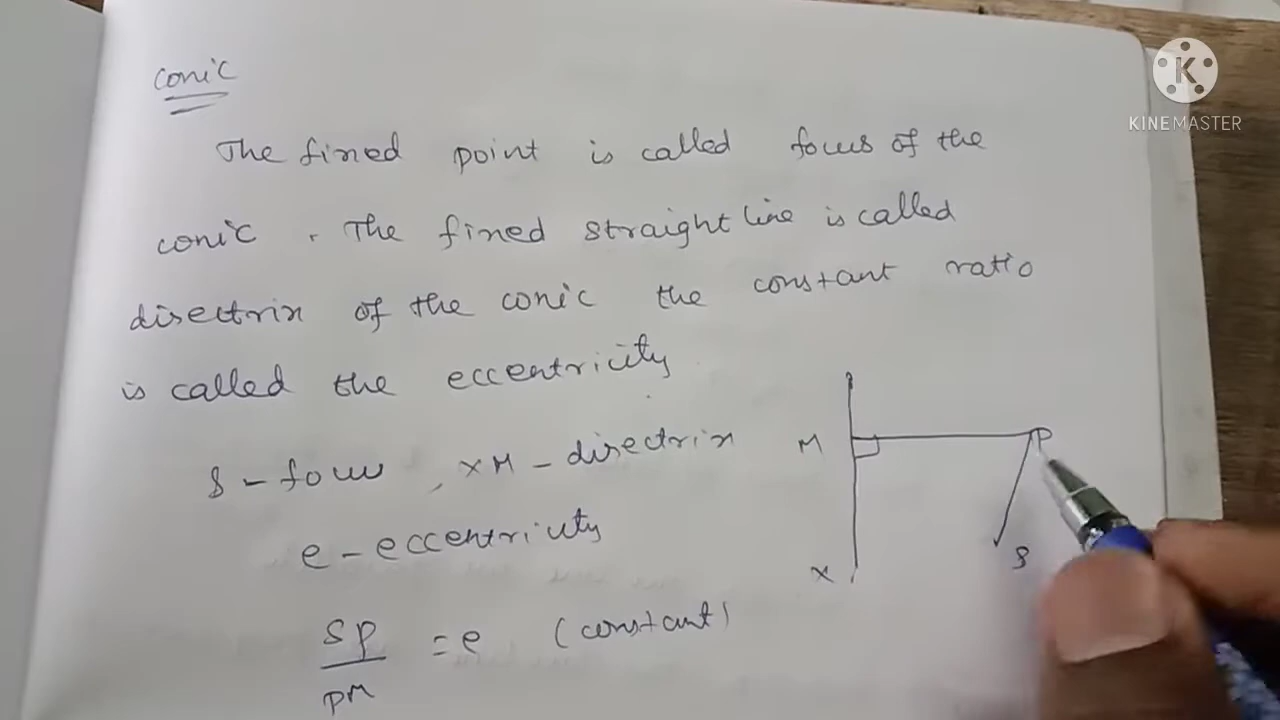 conic
The fixed point is called focus of the
conic. The fixed straight line is called
directrix of the conic the constant ratio
is called the eccentricity
S - focus, XM - directrix
e - eccentricity
SP/PM = e (constant)
M
P
S
X
K
KINEMASTER